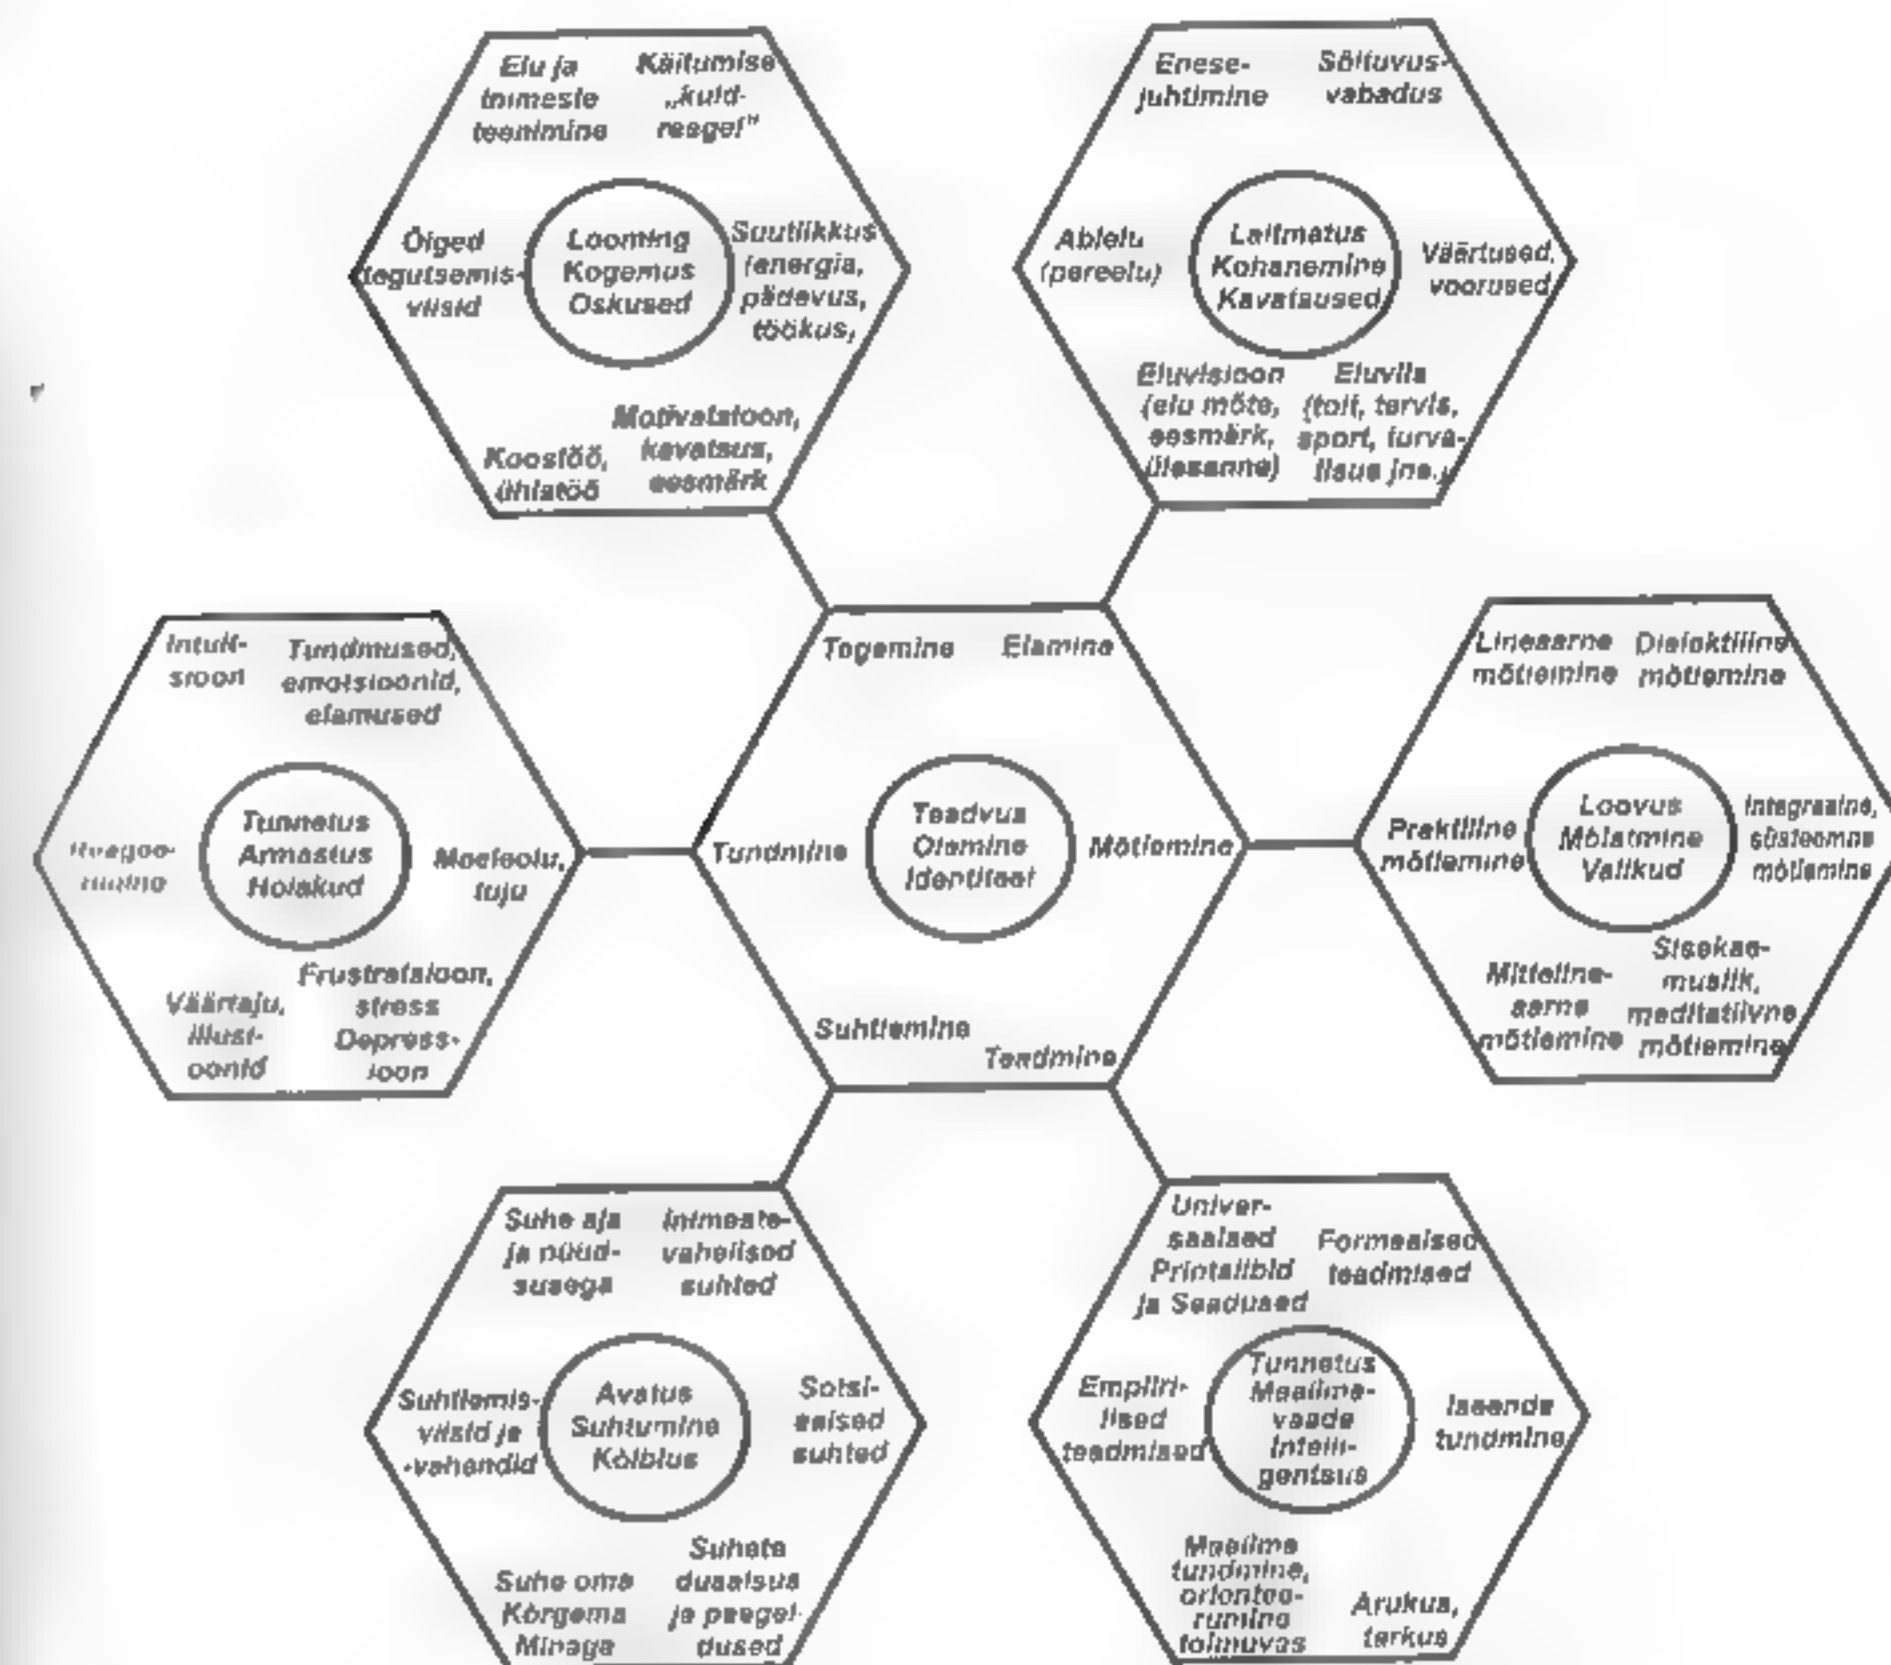 Elu ja
inimeste
teenimine
Käitumise
„kuld-
reegel"
Õiged
tegutsemis-
viisid
Looming
Kogemus
Oskused
Suutlikkus
(energia,
pädevus,
töökus,
Koostöö,
ühistöö
Motivatsioon,
kavatsus,
eesmärk
Enese-
juhtimine
Sõltuvus-
vabadus
Abielu
(pereelu)
Laitmatus
Kohanemine
Kavatsused
Väärtused,
voorused
Eluvisioon
(elu mõte,
eesmärk,
ülesanne)
Eluviis
(toit, tervis,
sport, turva-
lisus jne.)
Intuit-
sioon
Tundmused,
emotsioonid,
elamused
Tunnetus
Armastus
Hoiakud
Meeleolu,
tuju
Väärtaju,
illusi-
oonid
Frustratsioon,
stress
Depress-
ioon
Tegemine
Elamine
Tundmine
Teadvus
Olemine
Identiteet
Mõtlemine
Suhtlemine
Teadmine
Lineaarne
mõtlemine
Dialektiline
mõtlemine
Praktiline
mõtlemine
Loovus
Mõistmine
Valikud
Integraalne,
süsteemne
mõtlemine
Mitteline-
aarne
mõtlemine
Sisekae-
muslik,
meditatiivne
mõtlemine
Suhe aja
ja nüüd-
susega
Inimeste-
vahelised
suhted
Suhtlemis-
viisid ja
-vahendid
Avatus
Suhtumine
Kõlblus
Sotsi-
aalsed
suhted
Suhe oma
Kõrgema
Minaga
Suhete
duaalsus
ja peegel-
dused
Univer-
saalsed
Printsiibid
ja Seadused
Formaalsed
teadmised
Empiiri-
lised
teadmised
Tunnetus
Maailma-
vaade
Intelli-
gentsus
Iseenda
tundmine
Maailma
tundmine,
orientee-
rumine
toimuvas
Arukus,
tarkus